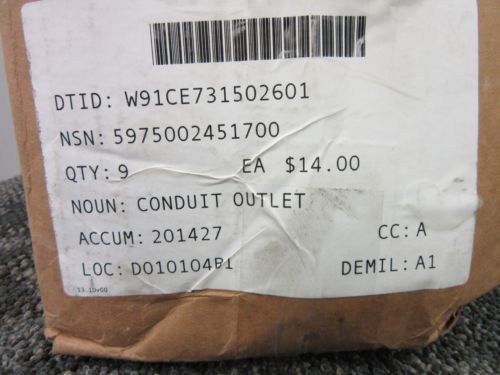 DTID: W91CE731502601
NSN: 5975002451700
QTY: 9 EA $14.00
NOUN: CONDUIT OUTLET
ACCUM: 201427 CC: A
LOC: D010104B1 DEMIL: A1